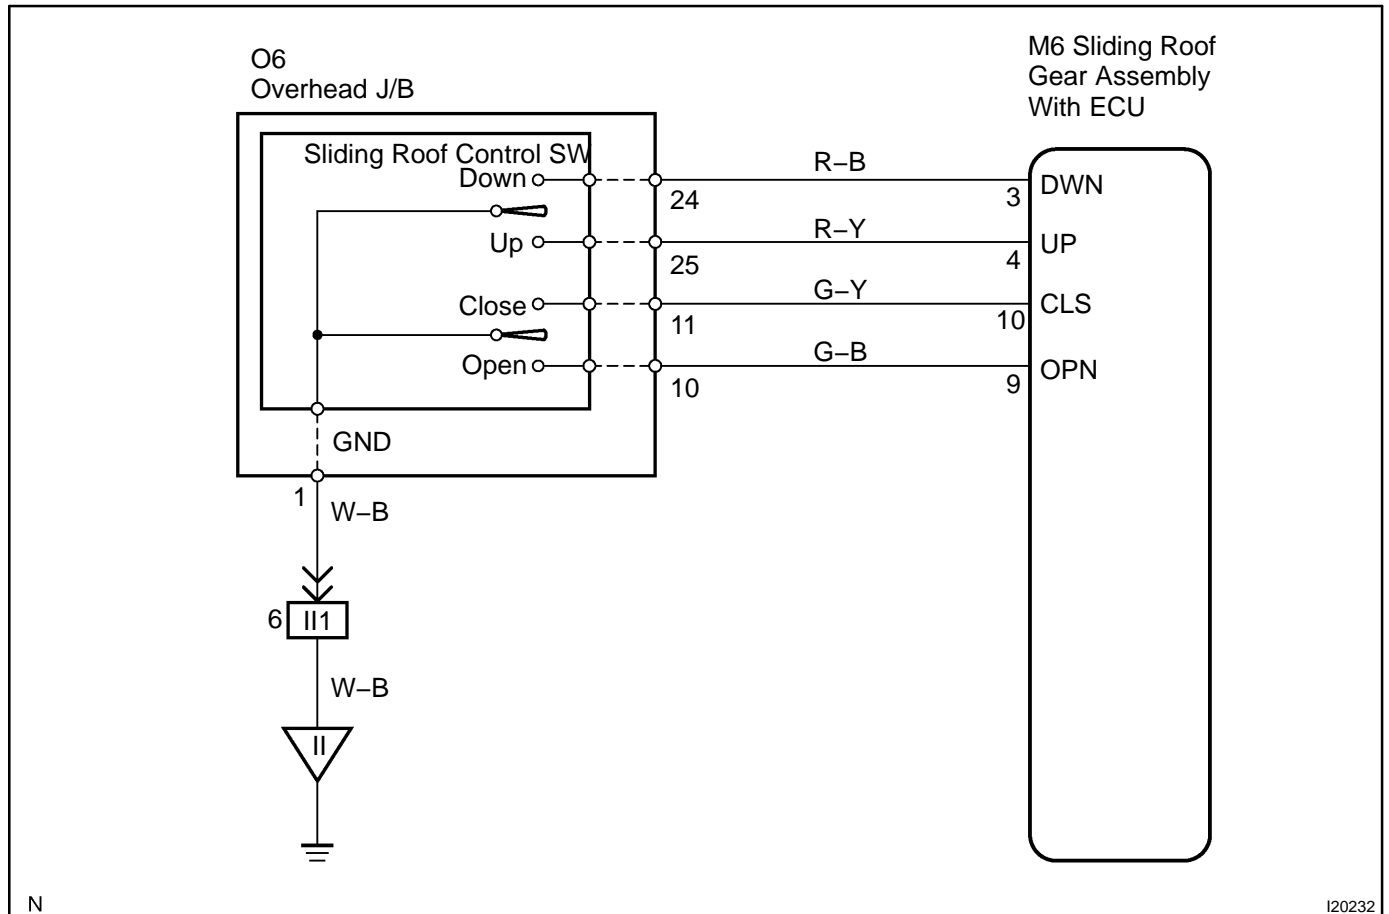 O6
Overhead J/B
M6 Sliding Roof
Gear Assembly
With ECU
Sliding Roof Control SW
Down
24
R–B
3
DWN
Up
25
R–Y
4
UP
Close
11
G–Y
10
CLS
Open
10
G–B
9
OPN
GND
1
W–B
6
II1
W–B
II
N
I20232